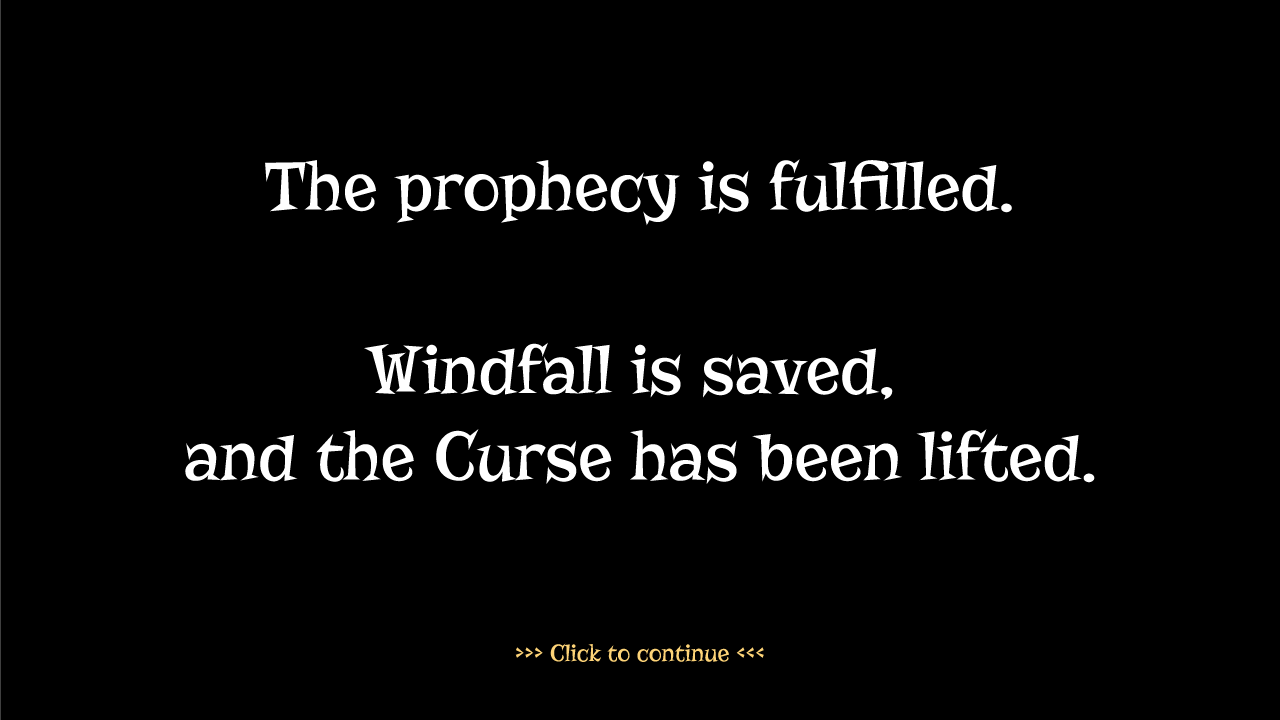 The prophecy is fulfilled.
Windfall is saved,
and the Curse has been lifted.
>>> Click to continue <<<